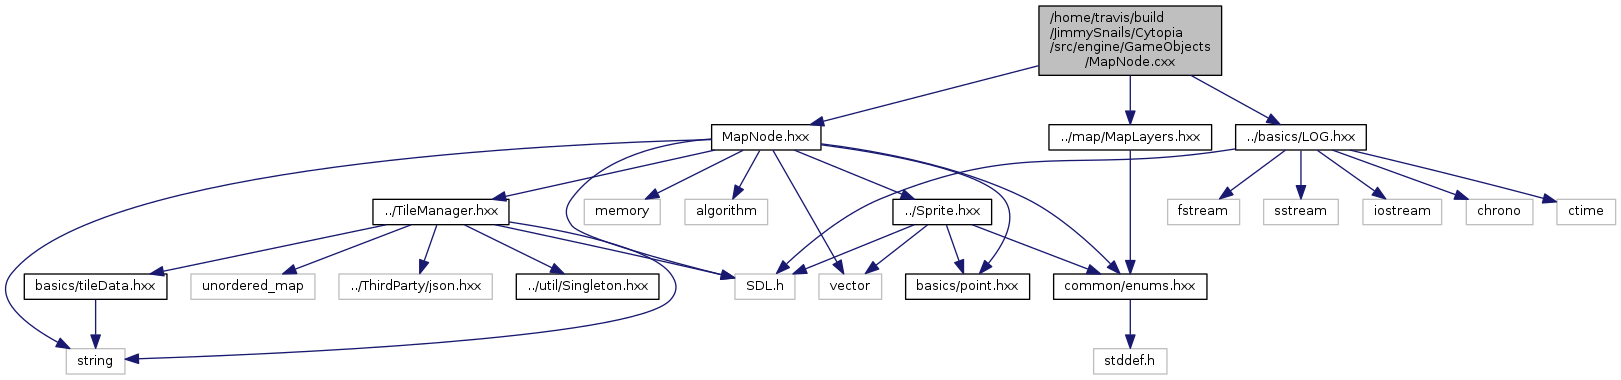 /home/travis/build
/JimmySnails/Cytopia
/src/engine/GameObjects
/MapNode.cxx
MapNode.hxx
../map/MapLayers.hxx
../basics/LOG.hxx
../TileManager.hxx
memory
algorithm
../Sprite.hxx
fstream
sstream
iostream
chrono
ctime
basics/tileData.hxx
unordered_map
../ThirdParty/json.hxx
../util/Singleton.hxx
SDL.h
vector
basics/point.hxx
common/enums.hxx
string
stddef.h